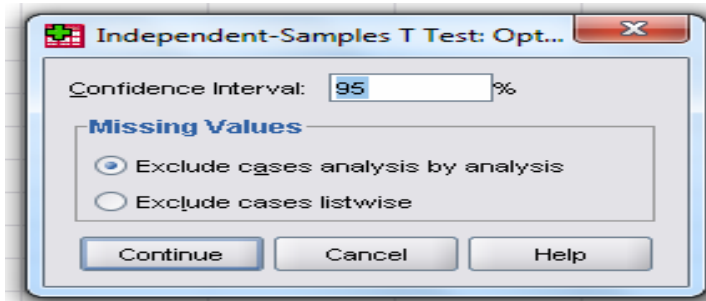 Independent-Samples T Test: Opt...
Confidence Interval: 95 %
Missing Values
Exclude cases analysis by analysis
Exclude cases listwise
Continue Cancel Help